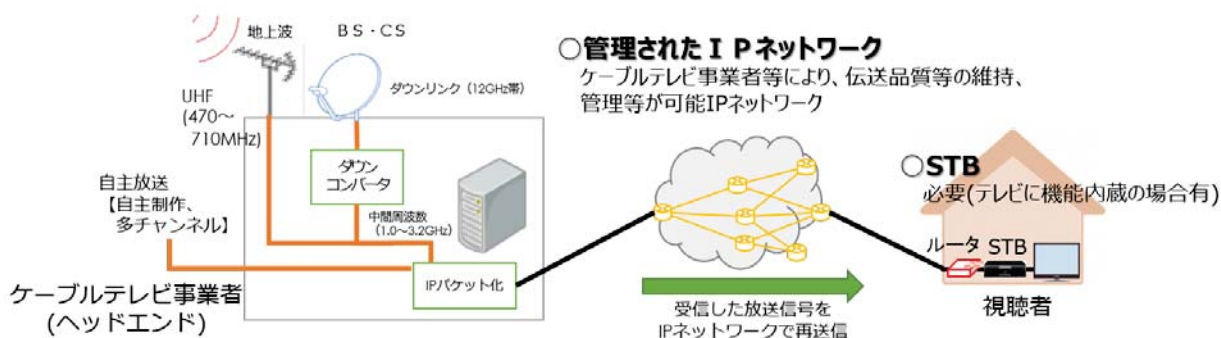 地上波
BS・CS
UHF
(470～
710MHz)
ダウンリンク（12GHz帯）
ダウン
コンバータ
中間周波数
（1.0～3.2GHz）
自主放送
【自主制作、
多チャンネル】
IPパケット化
ケーブルテレビ事業者
(ヘッドエンド)
○管理されたＩＰネットワーク
ケーブルテレビ事業者等により、伝送品質等の維持、
管理等が可能IPネットワーク
受信した放送信号を
IPネットワークで再送信
○STB
必要(テレビに機能内蔵の場合有)
ルータ
STB
視聴者